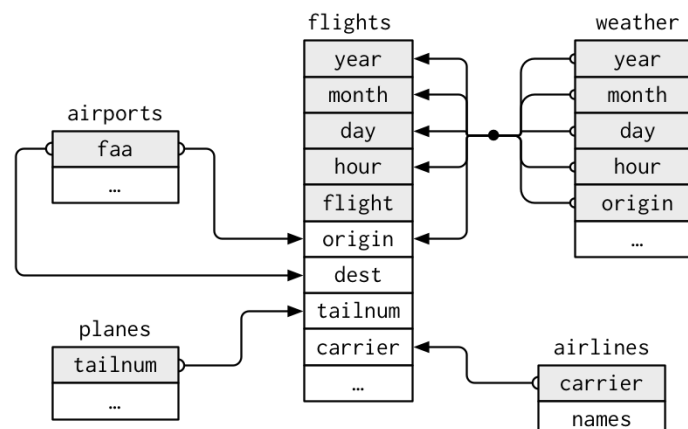 flights
year
month
day
hour
flight
origin
dest
tailnum
carrier
…
weather
year
month
day
hour
origin
…
airports
faa
…
planes
tailnum
…
airlines
carrier
names